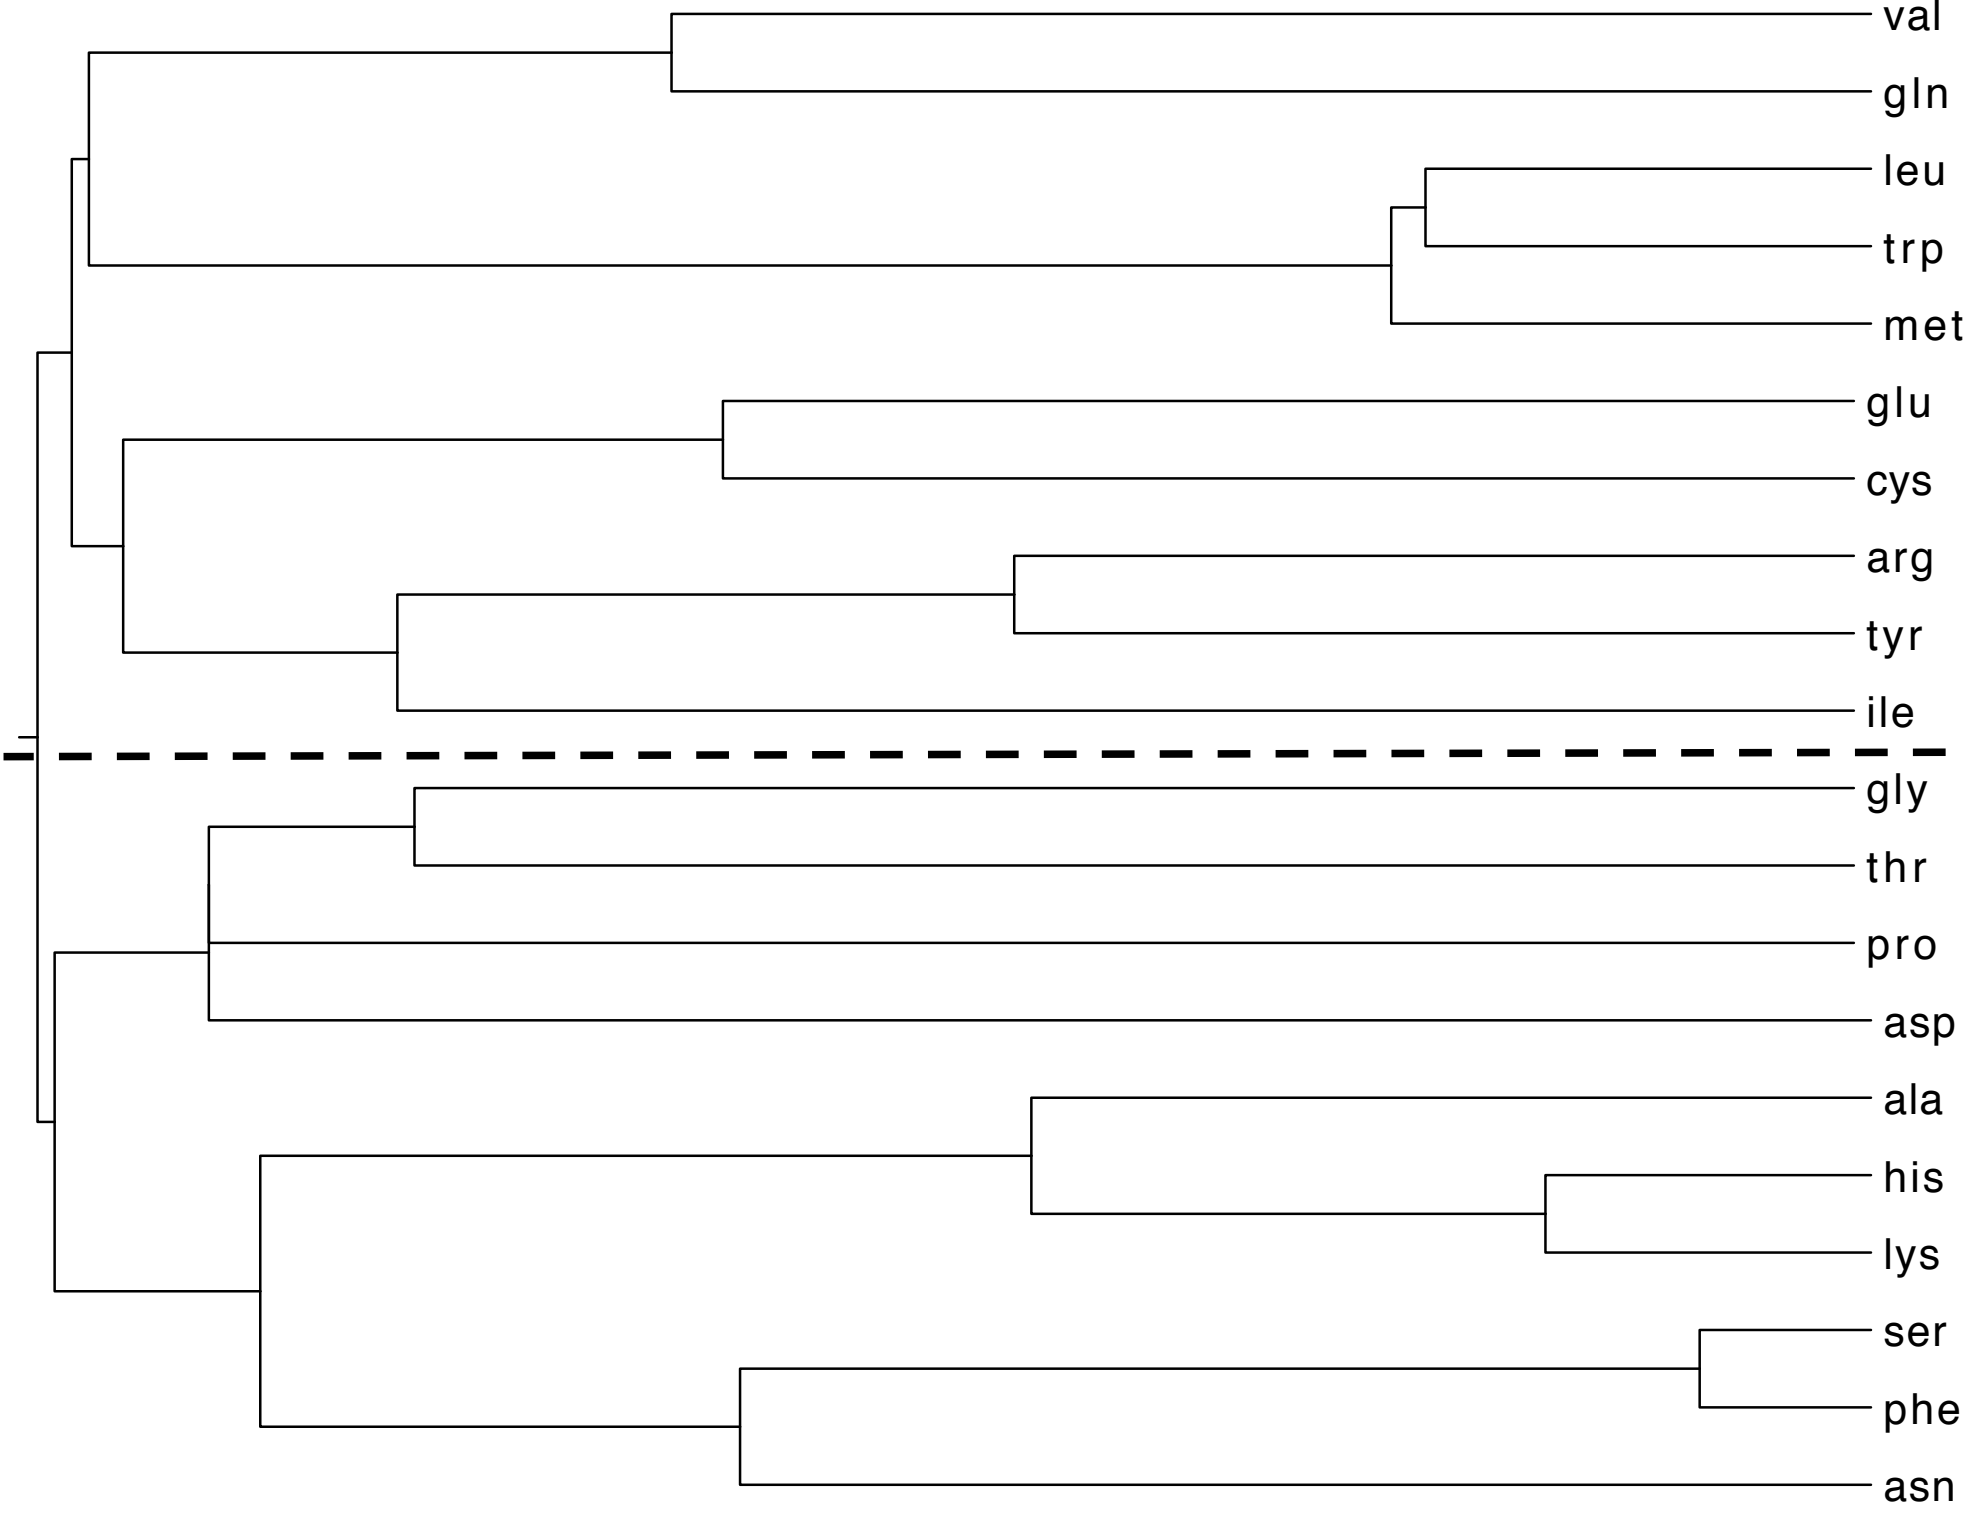 val
gln
leu
trp
met
glu
cys
arg
tyr
ile
gly
thr
pro
asp
ala
his
lys
ser
phe
asn